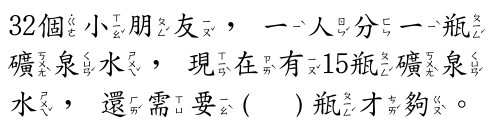 32個小朋友，一人分一瓶
礦泉水，現在有15瓶礦泉
水，還需要(　)瓶才夠。